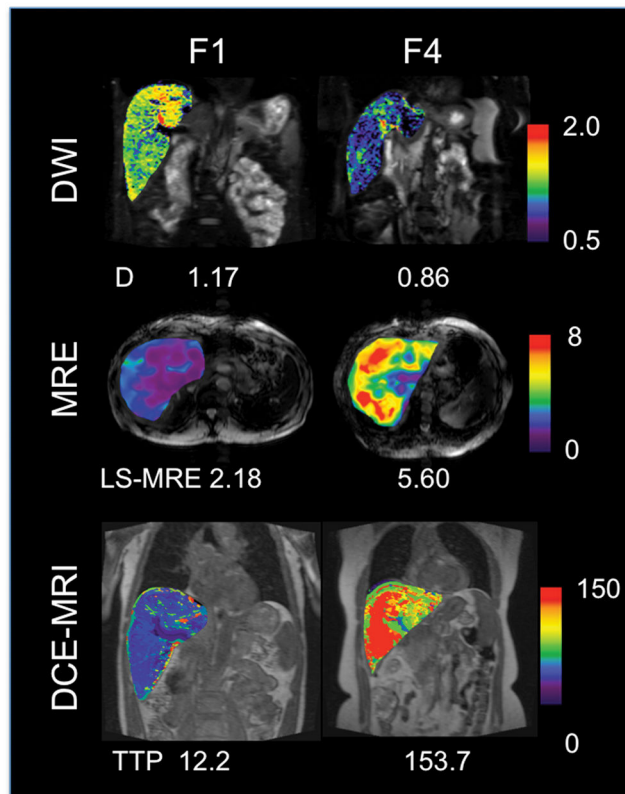 F1 F4
DWI
2.0
0.5
D 1.17 0.86
MRE
8
0
LS-MRE 2.18 5.60
DCE-MRI
150
0
TTP 12.2 153.7